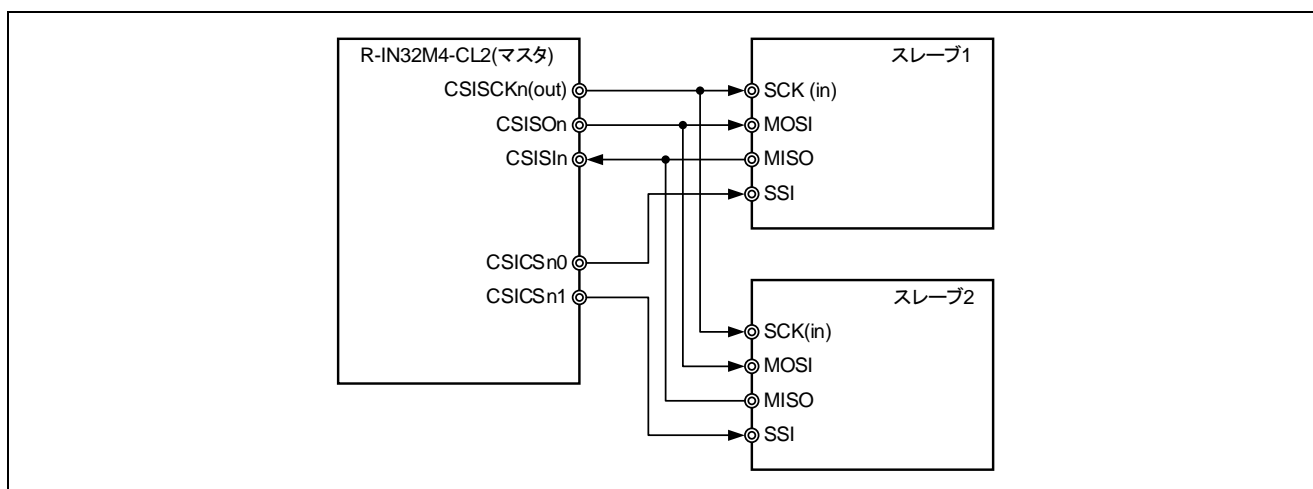 R-IN32M4-CL2(マスタ)
CSISCKn(out)
CSISOn
CSISIn
CSICSn0
CSICSn1
スレーブ1
SCK (in)
MOSI
MISO
SSI
スレーブ2
SCK(in)
MOSI
MISO
SSI